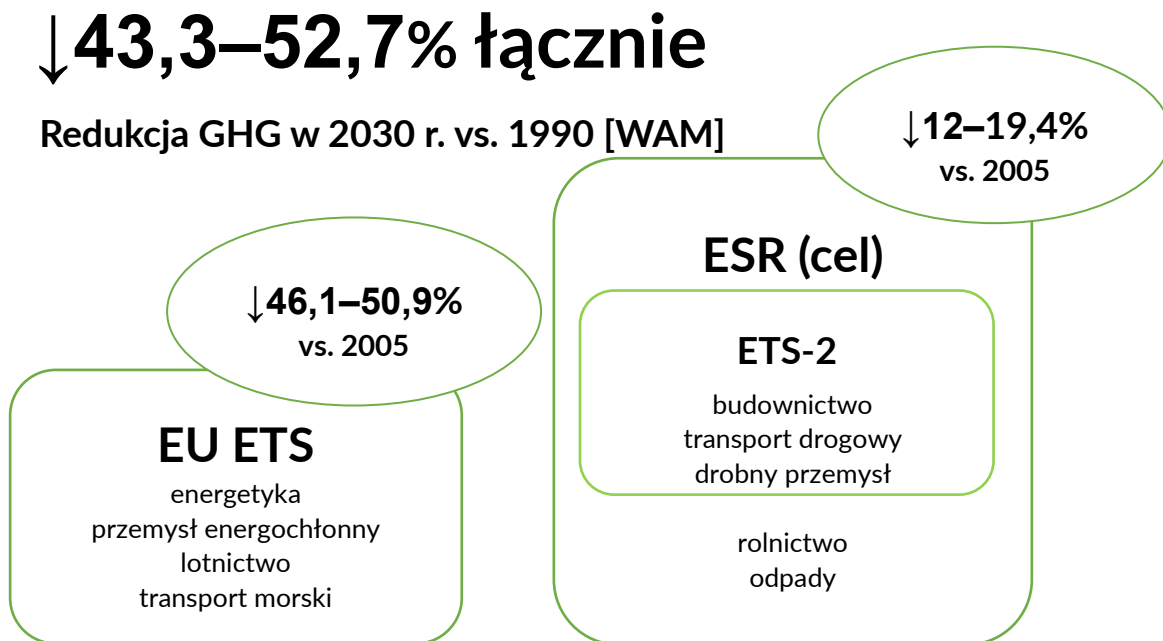 ↓43,3–52,7% łącznie
Redukcja GHG w 2030 r. vs. 1990 [WAM]
↓46,1–50,9%
vs. 2005
EU ETS
energetyka
przemysł energochłonny
lotnictwo
transport morski
↓12–19,4%
vs. 2005
ESR (cel)
ETS-2
budownictwo
transport drogowy
drobny przemysł
rolnictwo
odpady